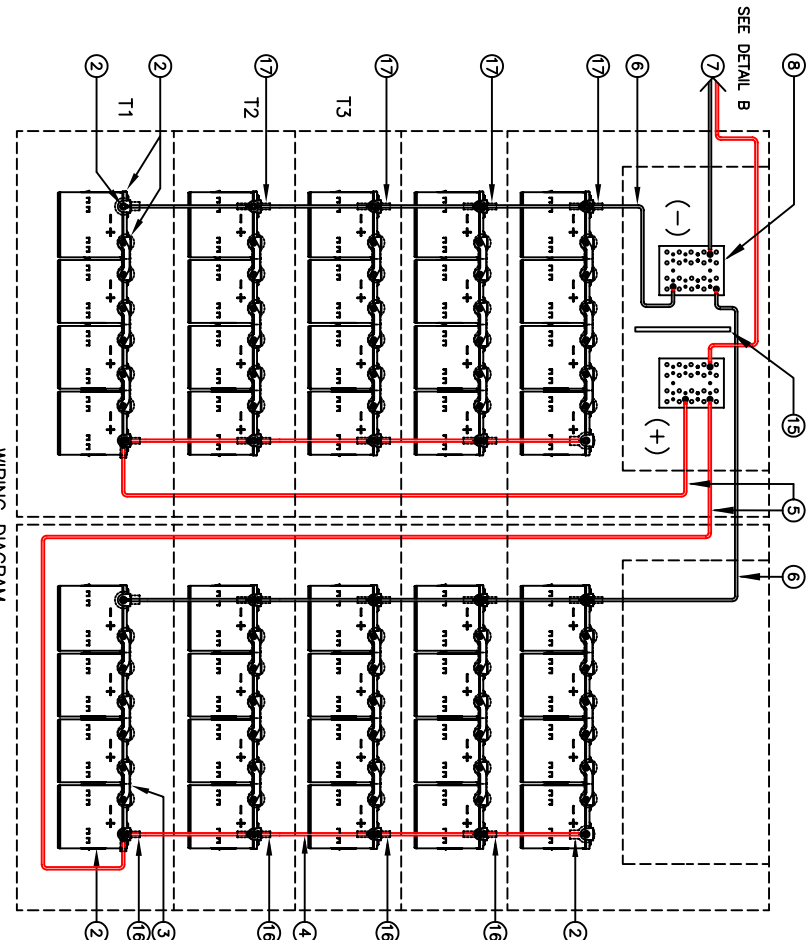 8
15
5
6
SEE DETAIL B
7
(−)
(+)
6
17
− + − + − + − +
− + − + − + − +
2
17
− + − + − + − +
− + − + − + − +
16
17
T3
− + − + − + − +
− + − + − + − +
16
4
17
T2
− + − + − + − +
− + − + − + − +
16
2
T1
2
− + − + − + − +
− + − + − + − +
3
16
2
WIRING DIAGRAM